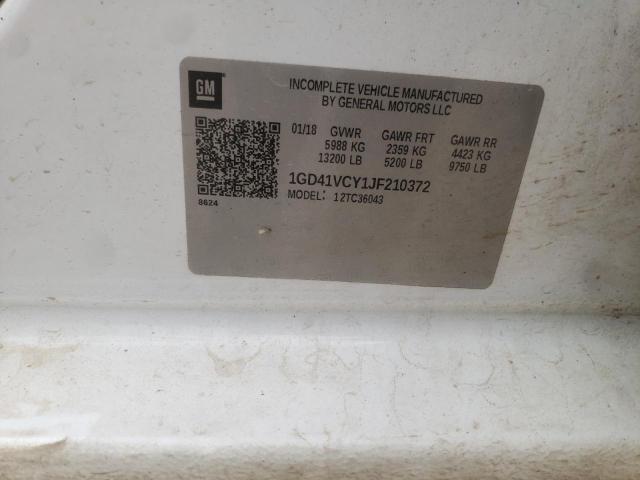 GM
INCOMPLETE VEHICLE MANUFACTURED
BY GENERAL MOTORS LLC
01/18 GVWR GAWR FRT GAWR RR
5988 KG 2359 KG 4423 KG
13200 LB 5200 LB 9750 LB
1GD41VCY1JF210372
8624 MODEL: 12TC36043